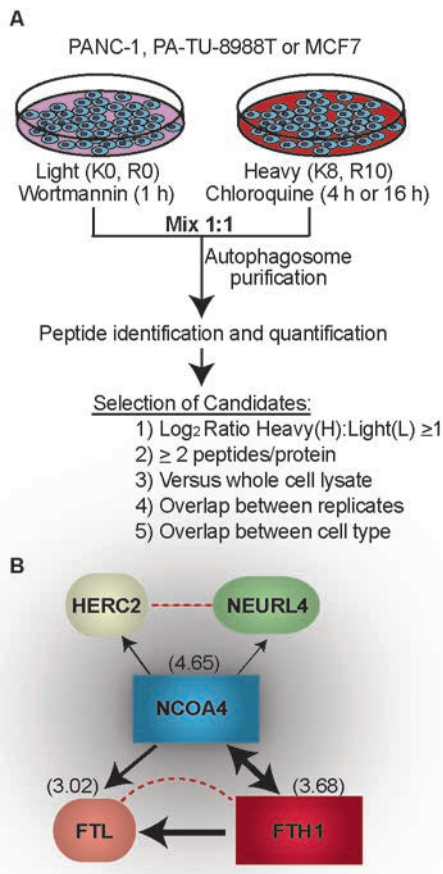 A
PANC-1, PA-TU-8988T or MCF7
Light (K0, R0)
Wortmannin (1 h)
Heavy (K8, R10)
Chloroquine (4 h or 16 h)
Mix 1:1
Autophagosome
purification
Peptide identification and quantification
Selection of Candidates:
1) Log₂ Ratio Heavy(H):Light(L) ≥1
2) ≥ 2 peptides/protein
3) Versus whole cell lysate
4) Overlap between replicates
5) Overlap between cell type
B
HERC2
NEURL4
(4.65)
NCOA4
(3.02)
(3.68)
FTL
FTH1